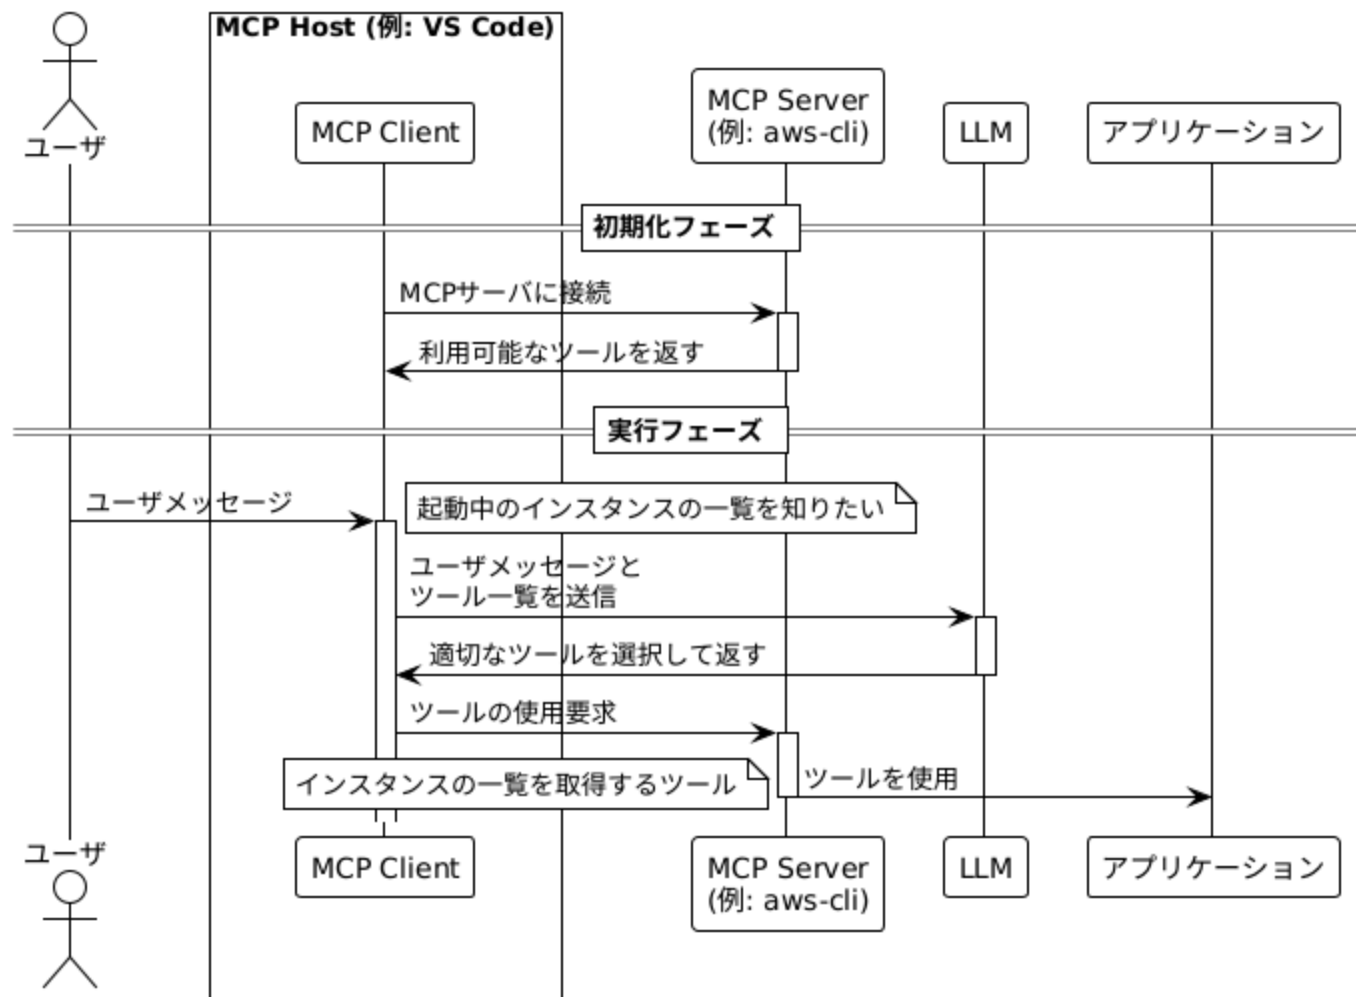 MCP Host (例: VS Code)
ユーザ
MCP Client
MCP Server
(例: aws-cli)
LLM
アプリケーション
初期化フェーズ
MCPサーバに接続
利用可能なツールを返す
実行フェーズ
ユーザメッセージ
起動中のインスタンスの一覧を知りたい
ユーザメッセージと
ツール一覧を送信
適切なツールを選択して返す
ツールの使用要求
インスタンスの一覧を取得するツール
ツールを使用
ユーザ
MCP Client
MCP Server
(例: aws-cli)
LLM
アプリケーション